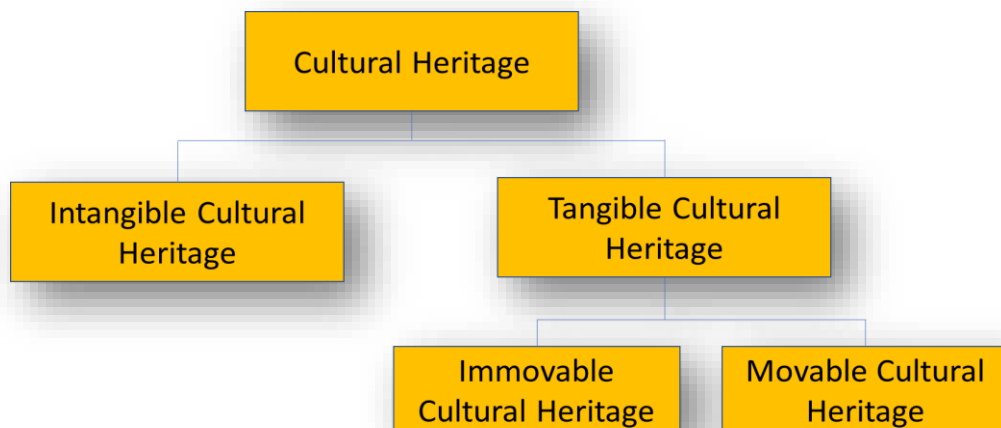 Cultural Heritage
Intangible Cultural
Heritage
Tangible Cultural
Heritage
Immovable
Cultural Heritage
Movable Cultural
Heritage